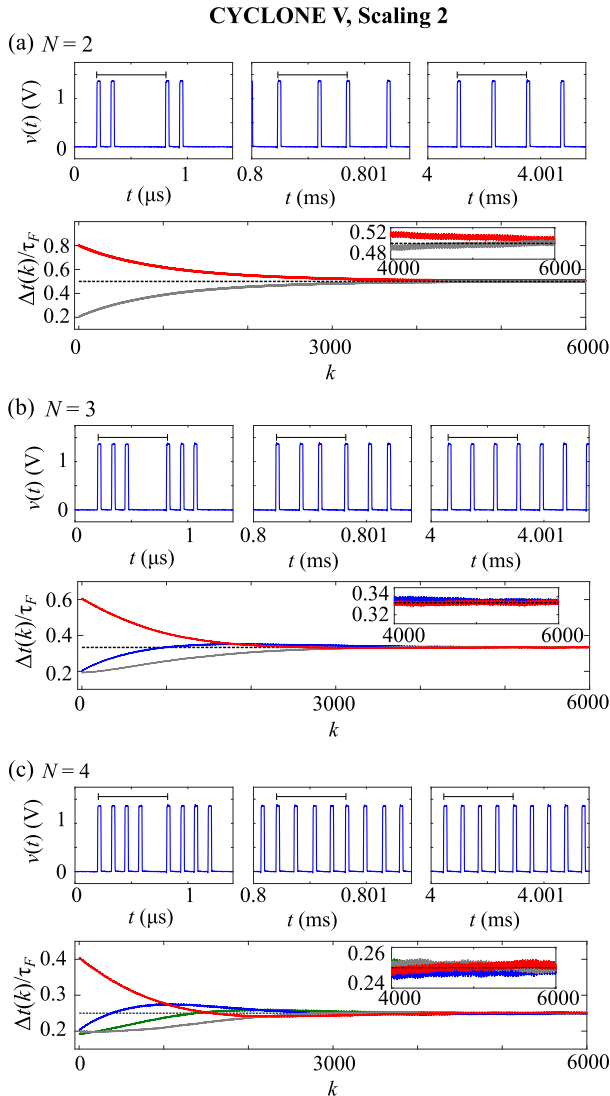 CYCLONE V, Scaling 2
(a) N = 2
v(t) (V)
1
0
0 1
t (μs)
0.8 0.801
t (ms)
4 4.001
t (ms)
Δt(k)/τF
0.8
0.6
0.4
0.2
0.52
0.48
4000 6000
0 3000 6000
k
(b) N = 3
v(t) (V)
1
0
0 1
t (μs)
0.8 0.801
t (ms)
4 4.001
t (ms)
Δt(k)/τF
0.6
0.4
0.2
0.34
0.32
4000 6000
0 3000 6000
k
(c) N = 4
v(t) (V)
1
0
0 1
t (μs)
0.8 0.801
t (ms)
4 4.001
t (ms)
Δt(k)/τF
0.4
0.3
0.2
0.26
0.24
4000 6000
0 3000 6000
k